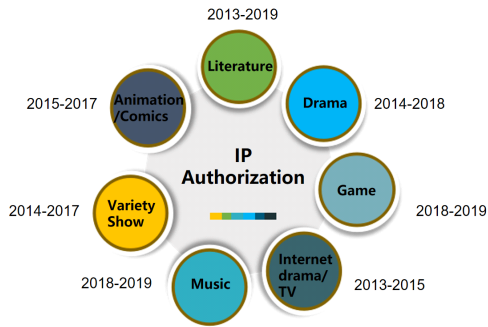 2013-2019
Literature
Drama
2014-2018
Game
2018-2019
Internet
drama/
TV
2013-2015
Music
2018-2019
Variety
Show
2014-2017
Animation
/Comics
2015-2017
IP
Authorization